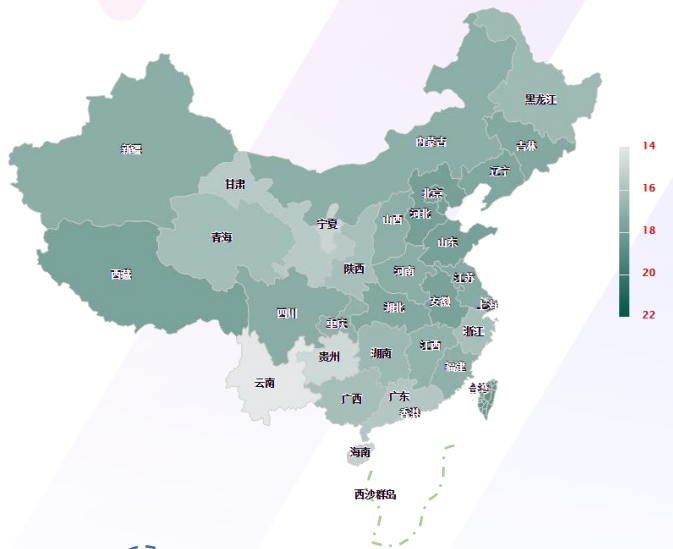 黑龙江
内蒙古
吉林
新疆
辽宁
北京
甘肃
河北
山西
宁夏
青海
山东
陕西
河南
西藏
江苏
安徽
上海
湖北
四川
重庆
浙江
江西
湖南
贵州
福建
云南
台湾
广西
广东
香港
海南
西沙群岛
14
16
18
20
22